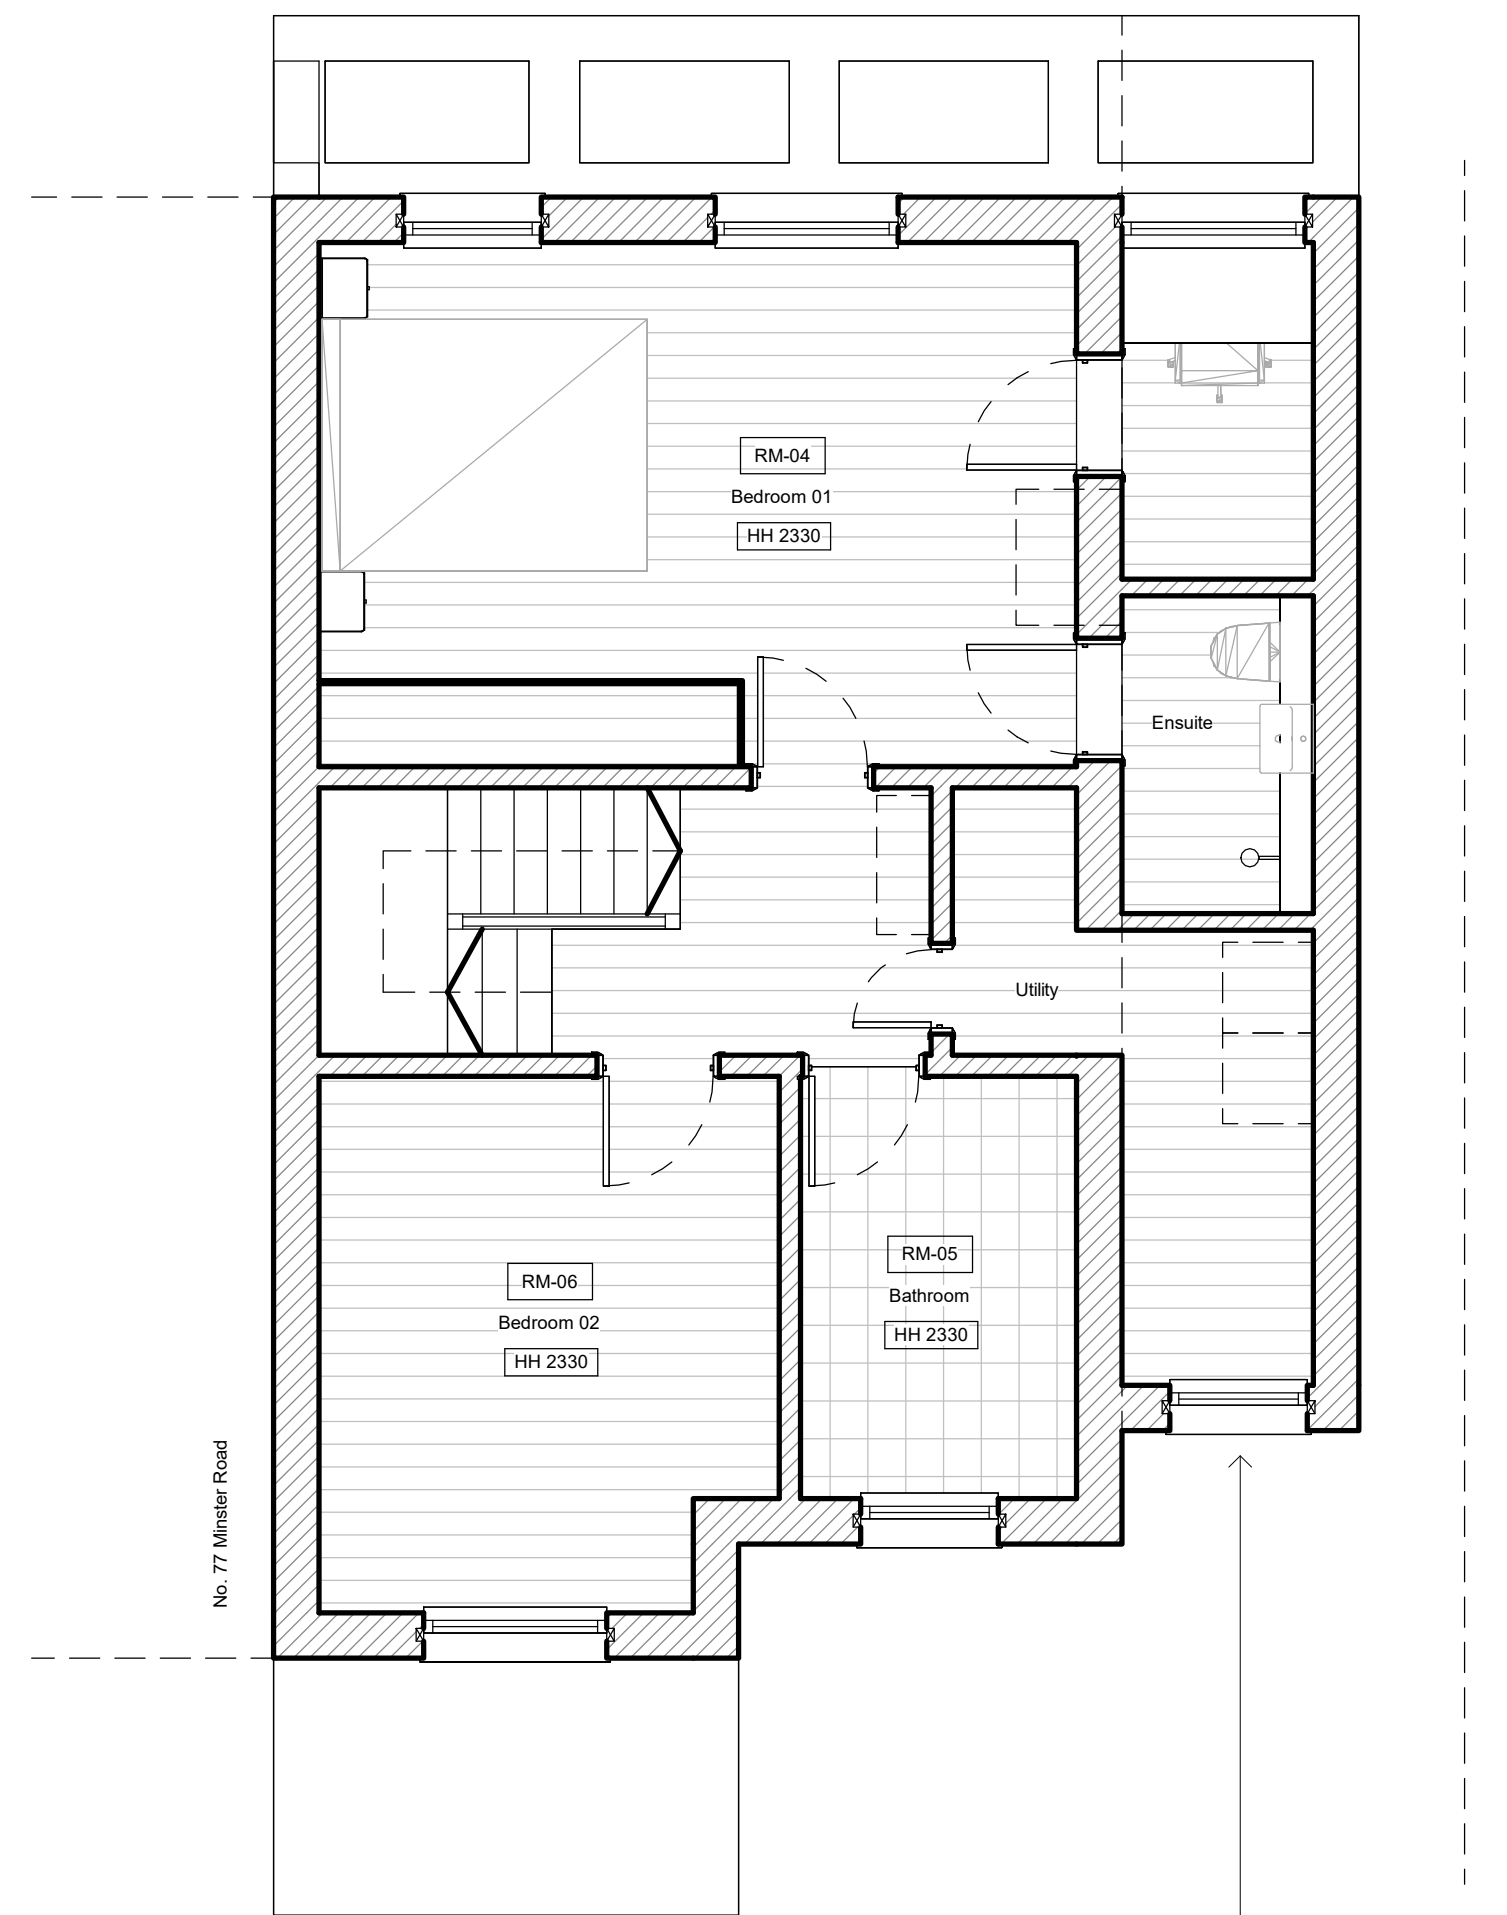 RM-04
Bedroom 01
HH 2330
Ensuite
Utility
RM-05
Bathroom
HH 2330
RM-06
Bedroom 02
HH 2330
No. 77 Minster Road